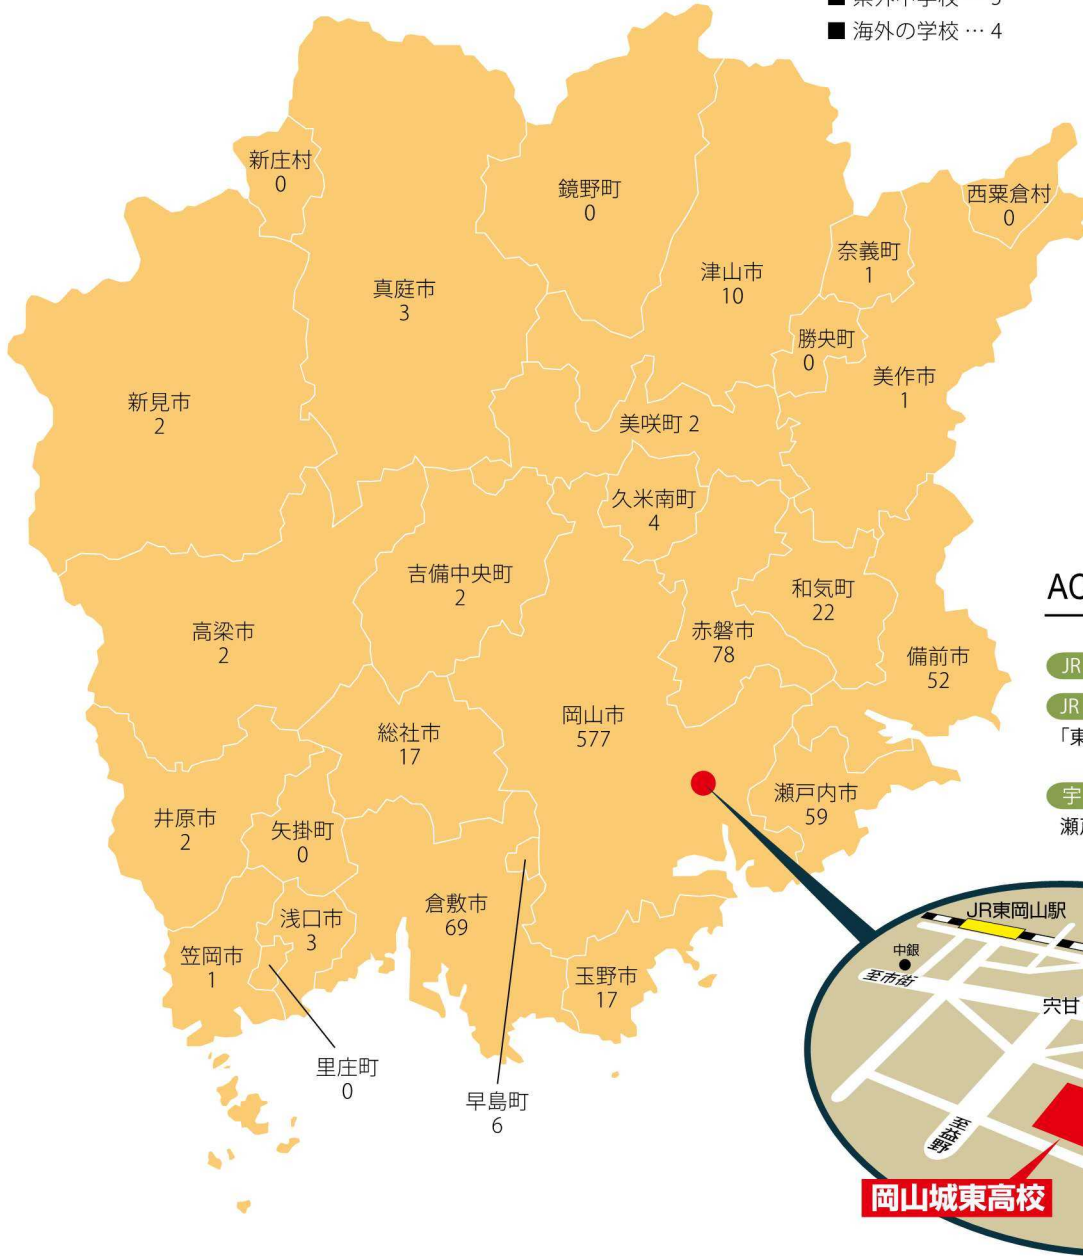 ■ 海外の学校 … 4
新庄村
0
鏡野町
0
西粟倉村
0
奈義町
1
津山市
10
真庭市
3
勝央町
0
美作市
1
新見市
2
美咲町 2
久米南町
4
吉備中央町
2
和気町
22
高梁市
2
赤磐市
78
備前市
52
岡山市
577
総社市
17
瀬戸内市
59
井原市
2
矢掛町
0
倉敷市
69
浅口市
3
笠岡市
1
玉野市
17
里庄町
0
早島町
6
AC
JR
JR
「東
宇
瀬戸
JR東岡山駅
中銀
至市街
宍甘
至益野
岡山城東高校